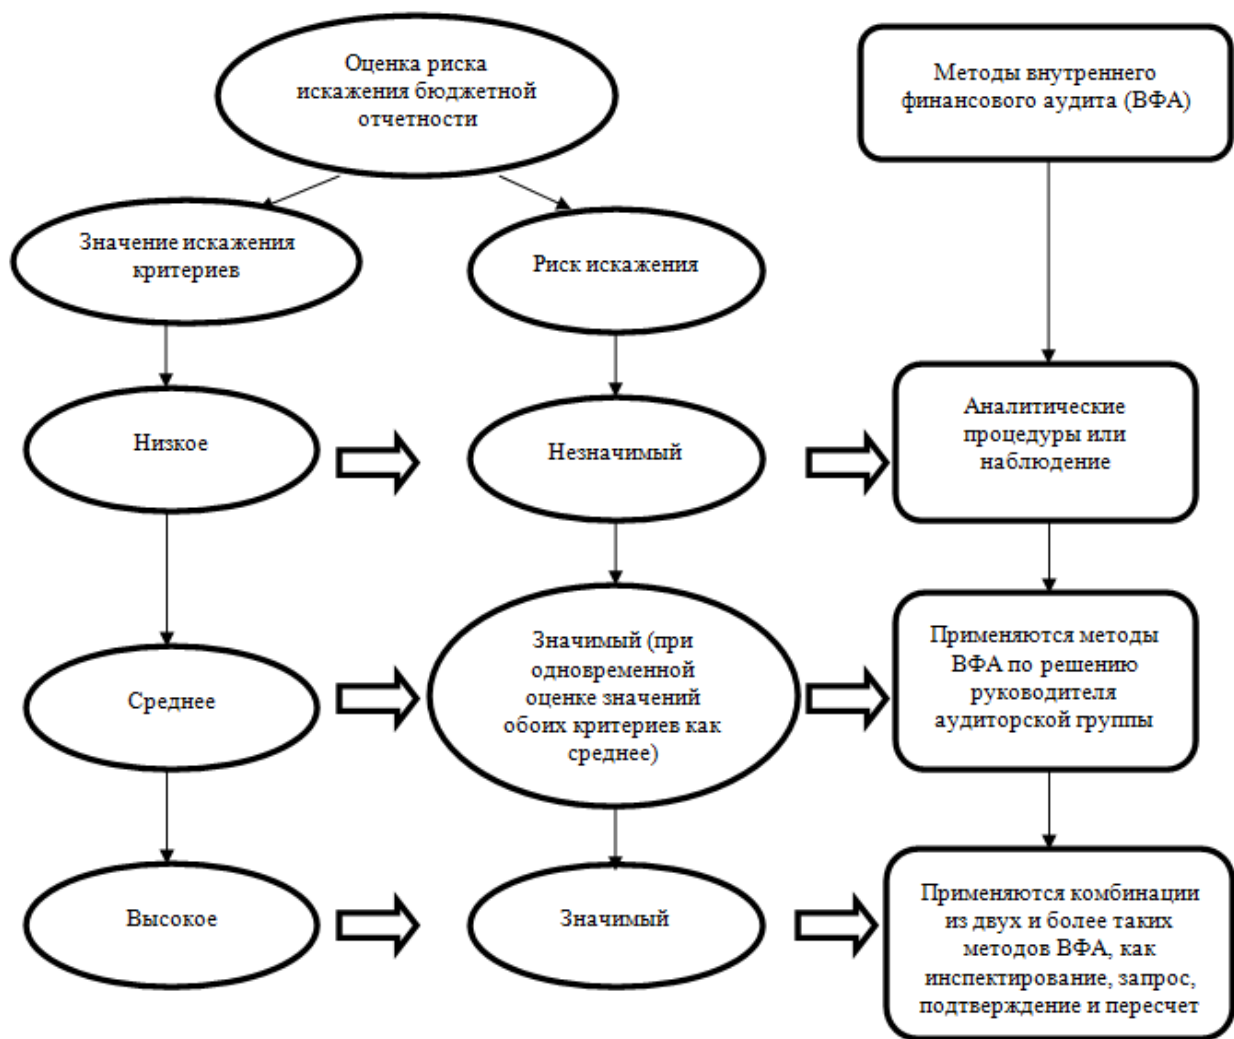 Оценка риска
искажения бюджетной
отчетности
Методы внутреннего
финансового аудита (ВФА)
Значение искажения
критериев
Риск искажения
Низкое
Незначимый
Аналитические
процедуры или
наблюдение
Среднее
Значимый (при
одновременной
оценке значений
обоих критериев как
среднее)
Применяются методы
ВФА по решению
руководителя
аудиторской группы
Высокое
Значимый
Применяются комбинации
из двух и более таких
методов ВФА, как
инспектирование, запрос,
подтверждение и пересчет